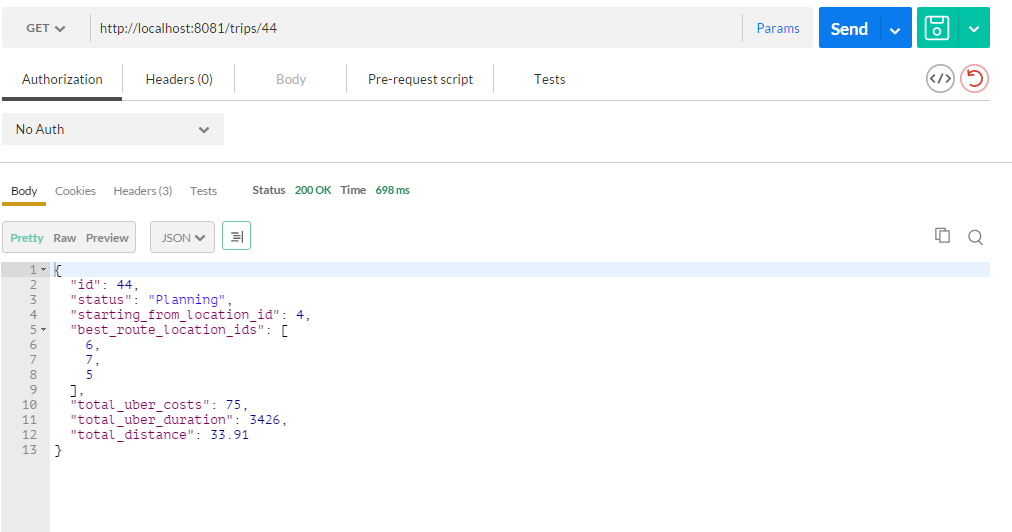 GET http://localhost:8081/trips/44 Params Send
Authorization Headers (0) Body Pre-request script Tests </>
No Auth
Body Cookies Headers (3) Tests Status 200 OK Time 698 ms
Pretty Raw Preview JSON
1 {
2 "id": 44,
3 "status": "Planning",
4 "starting_from_location_id": 4,
5 "best_route_location_ids": [
6 6,
7 7,
8 5
9 ],
10 "total_uber_costs": 75,
11 "total_uber_duration": 3426,
12 "total_distance": 33.91
13 }